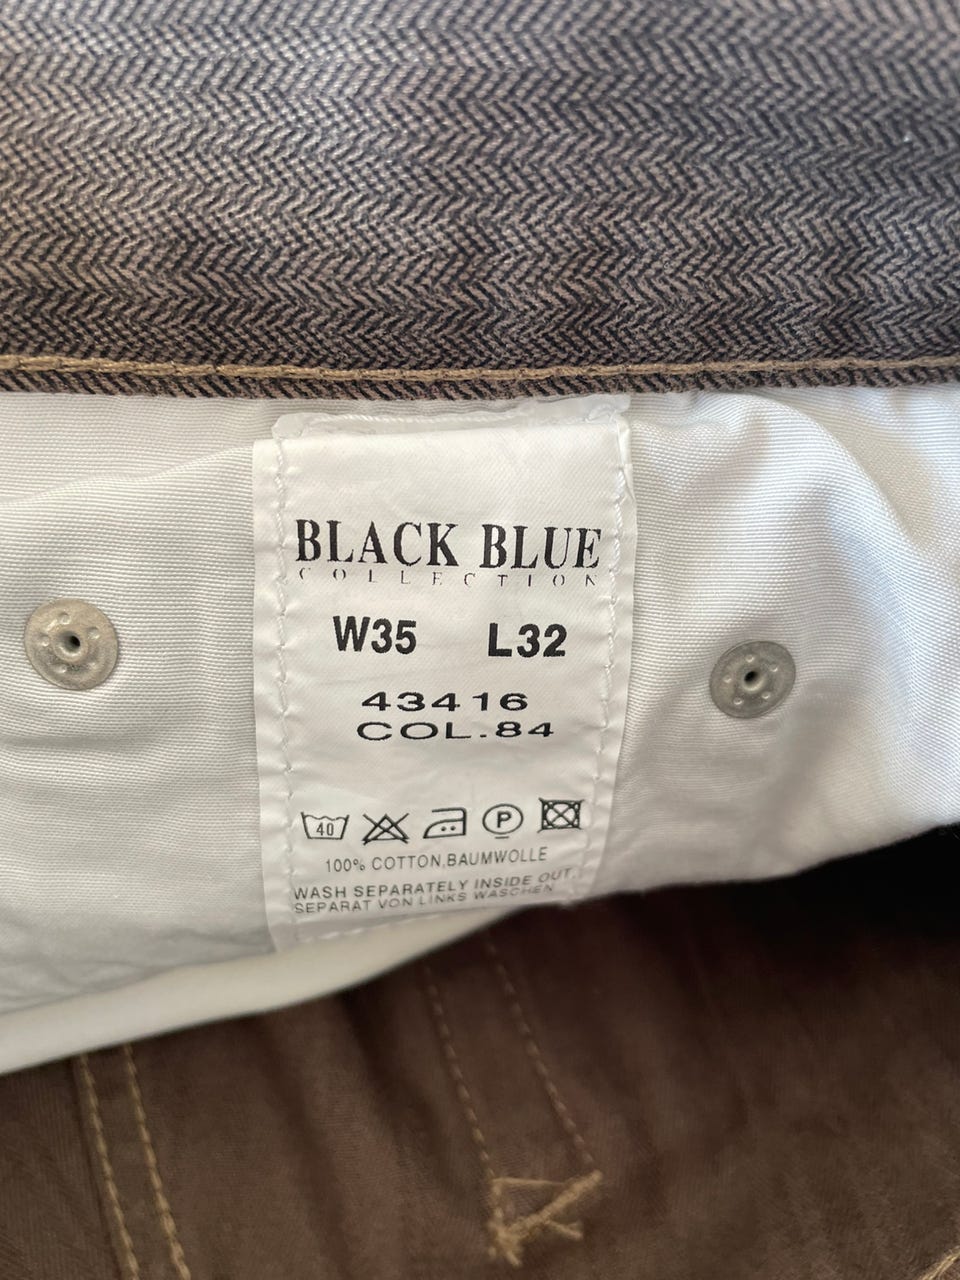 BLACK BLUE
COLLECTION
W35 L32
43416
COL.84
40 P
100% COTTON,BAUMWOLLE
WASH SEPARATELY INSIDE OUT,
SEPARAT VON LINKS WASCHEN